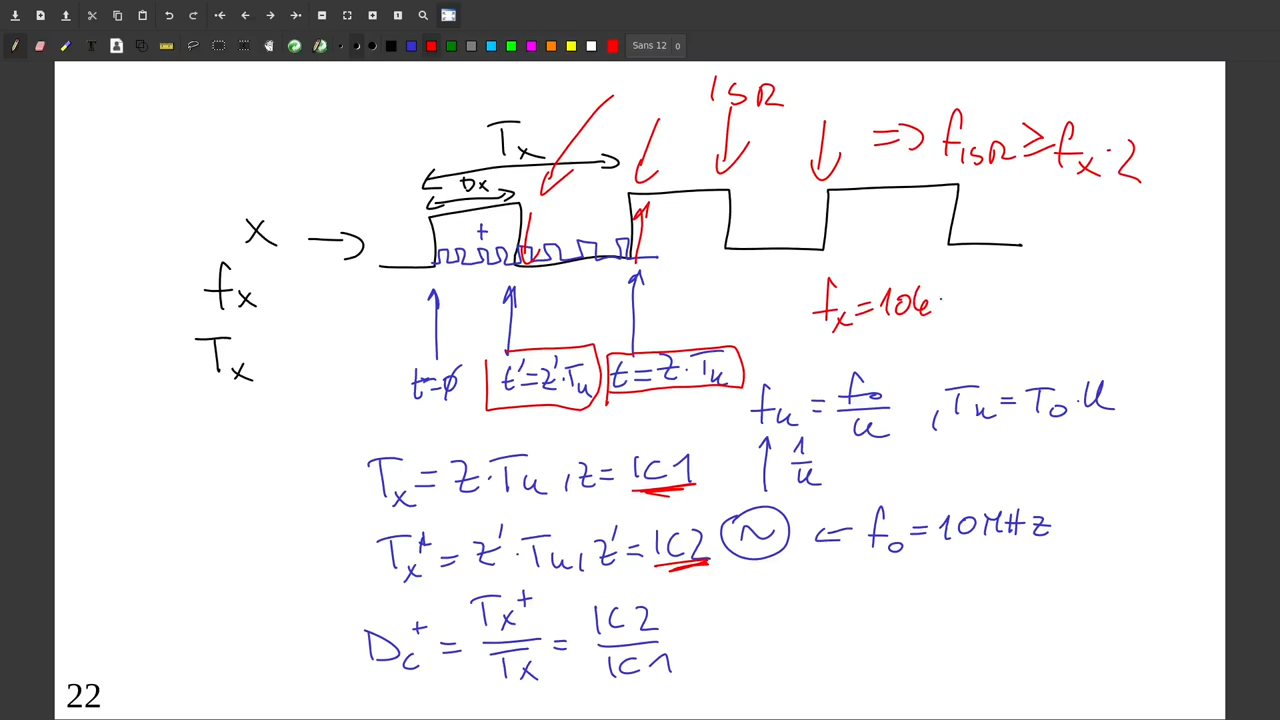 Sans 12
ISR
Tx
=> fISR ≥ fx · 2
Dx
x →
+
fx
fx = 10k
Tx
t=0
t' = z' · Tu
t = z · Tu
fu = f0 / u , Tu = T0 · u
1/u
Tx = z · Tu , z = IC1
Tx+ = z' · Tu , z' = IC2
~ ← f0 = 10MHz
Dc+ = Tx+ / Tx = IC2 / IC1
22